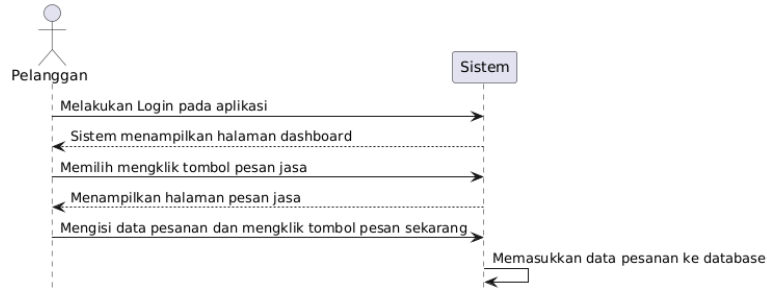 Pelanggan
Sistem
Melakukan Login pada aplikasi
Sistem menampilkan halaman dashboard
Memilih mengklik tombol pesan jasa
Menampilkan halaman pesan jasa
Mengisi data pesanan dan mengklik tombol pesan sekarang
Memasukkan data pesanan ke database